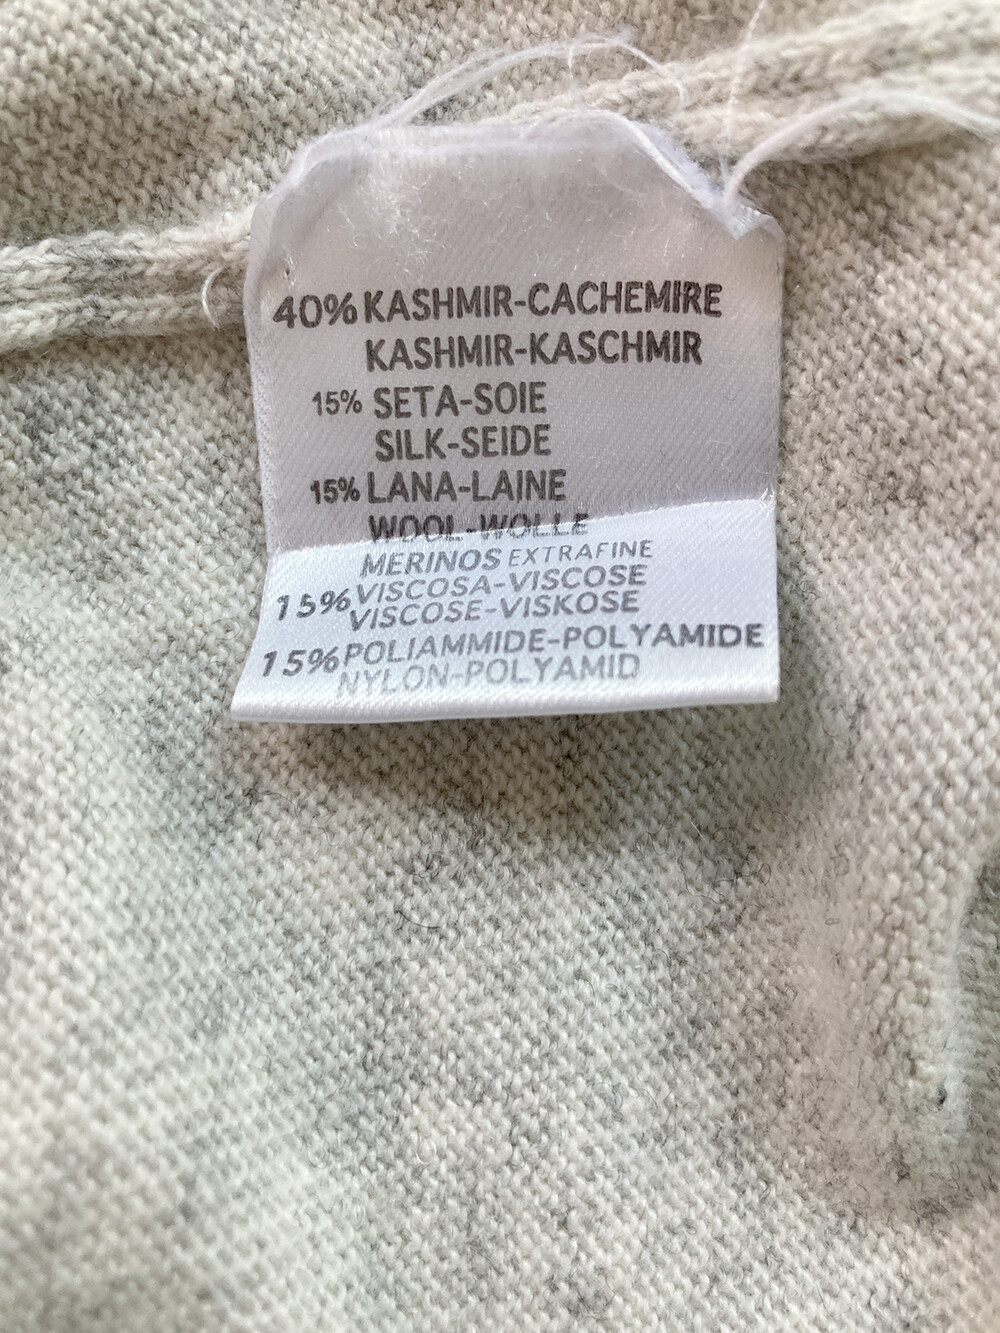 40% KASHMIR-CACHEMIRE
KASHMIR-KASCHMIR
15% SETA-SOIE
SILK-SEIDE
15% LANA-LAINE
WOOL-WOLLE
MERINOS EXTRAFINE
15% VISCOSA-VISCOSE
VISCOSE-VISKOSE
15% POLIAMMIDE-POLYAMIDE
NYLON-POLYAMID